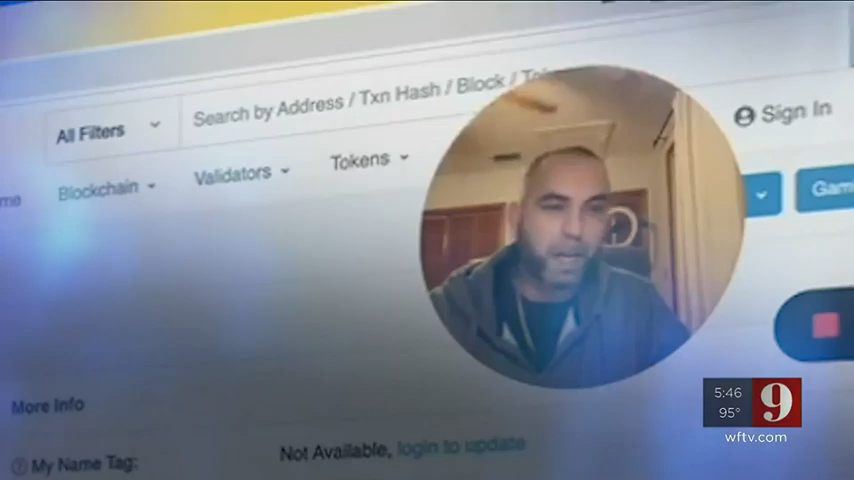 All Filters
Search by Address / Txn Hash / Block /
Sign In
Blockchain
Validators
Tokens
More Info
My Name Tag:
Not Available, login to update
5:46
95°
9
wftv.com